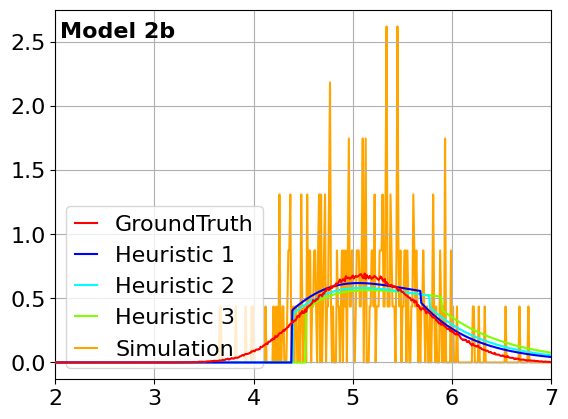 Model 2b
2.5
2.0
1.5
1.0
0.5
0.0
GroundTruth
Heuristic 1
Heuristic 2
Heuristic 3
Simulation
2 3 4 5 6 7